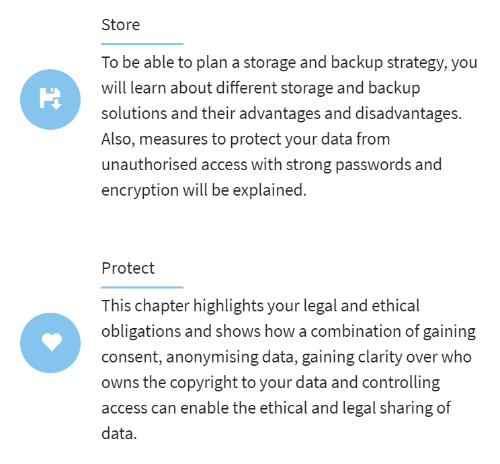 Store
To be able to plan a storage and backup strategy, you
will learn about different storage and backup
solutions and their advantages and disadvantages.
Also, measures to protect your data from
unauthorised access with strong passwords and
encryption will be explained.
Protect
This chapter highlights your legal and ethical
obligations and shows how a combination of gaining
consent, anonymising data, gaining clarity over who
owns the copyright to your data and controlling
access can enable the ethical and legal sharing of
data.